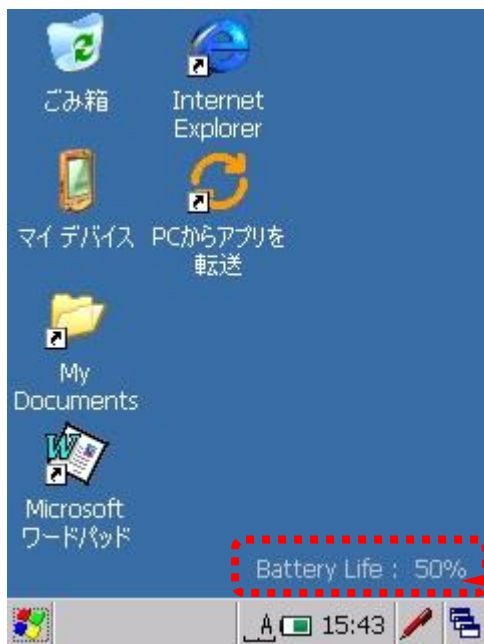 ごみ箱
Internet
Explorer
マイ デバイス
PCからアプリを
転送
My
Documents
Microsoft
ワードパッド
Battery Life : 50%
A 15:43